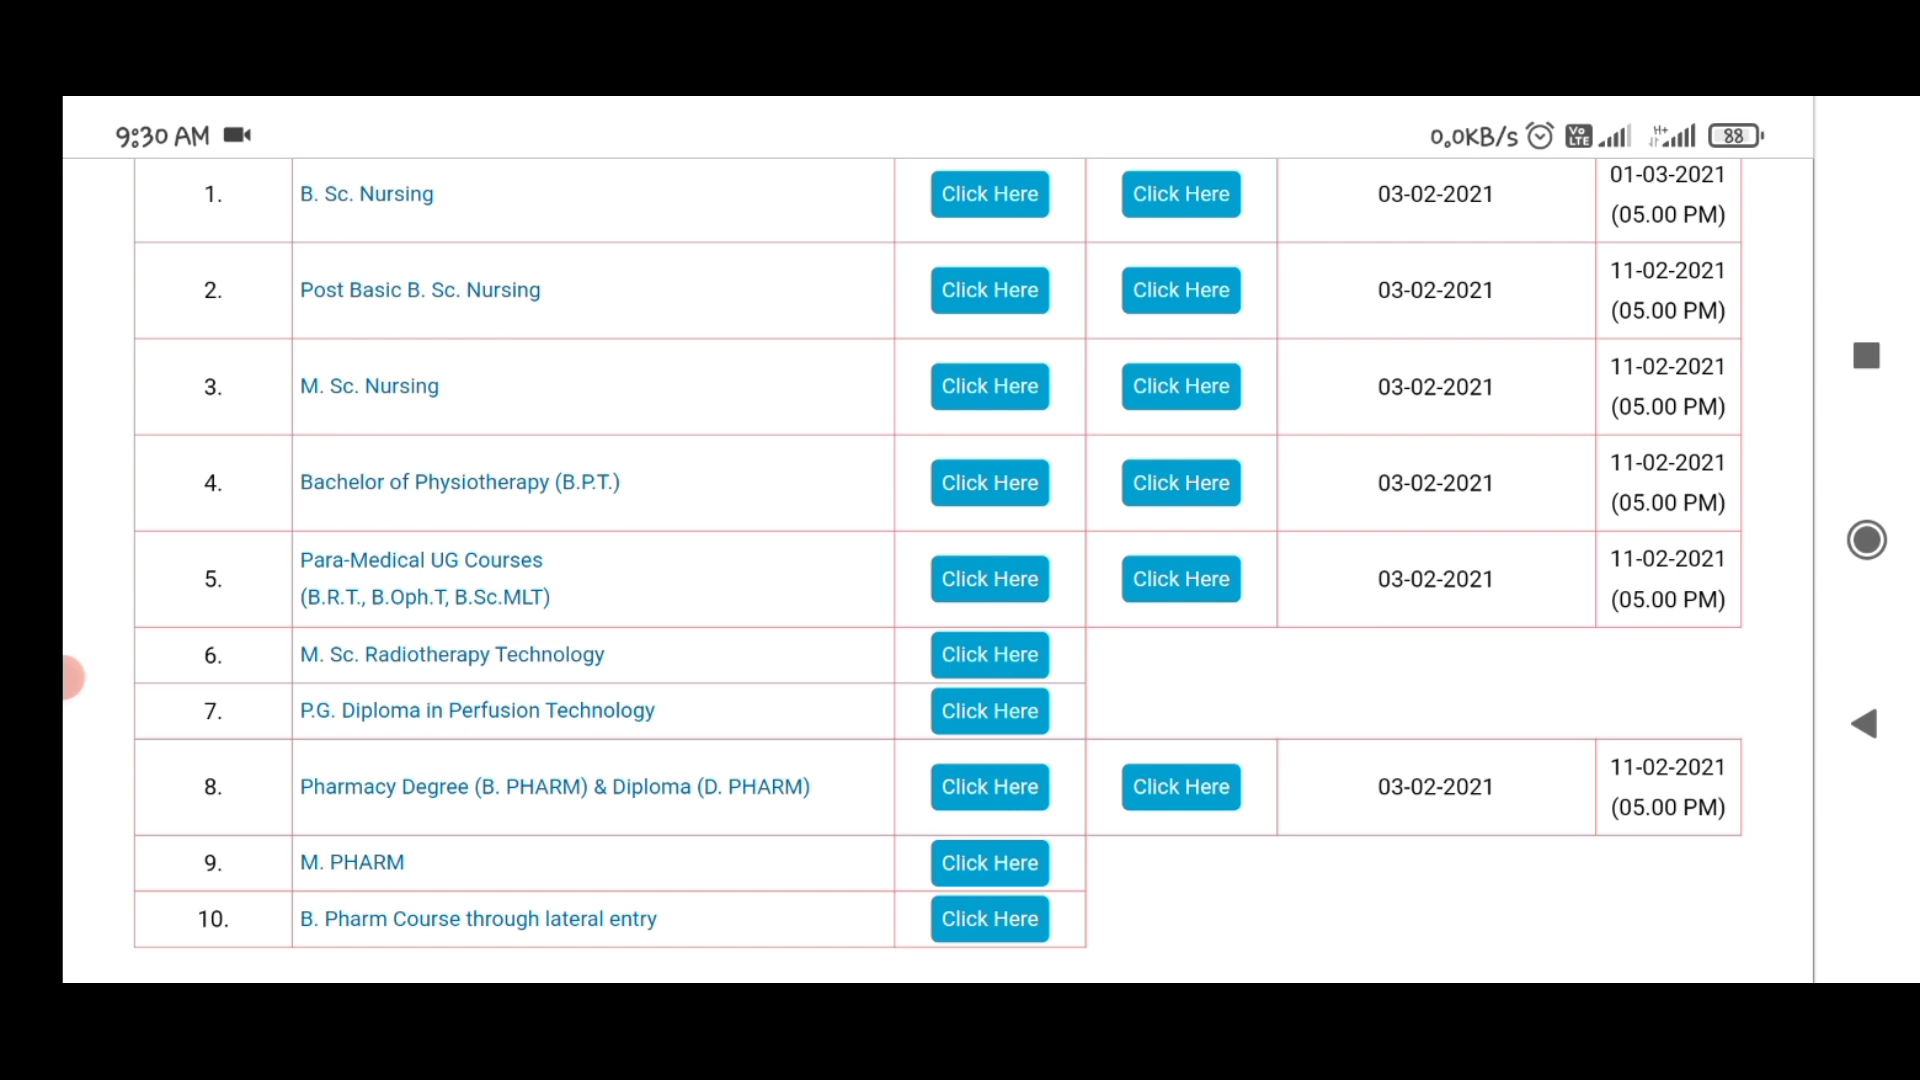 9:30 AM
0.0KB/s Vo LTE H+ 88
1. B. Sc. Nursing Click Here Click Here 03-02-2021 01-03-2021
(05.00 PM)
2. Post Basic B. Sc. Nursing Click Here Click Here 03-02-2021 11-02-2021
(05.00 PM)
3. M. Sc. Nursing Click Here Click Here 03-02-2021 11-02-2021
(05.00 PM)
4. Bachelor of Physiotherapy (B.P.T.) Click Here Click Here 03-02-2021 11-02-2021
(05.00 PM)
5. Para-Medical UG Courses Click Here Click Here 03-02-2021 11-02-2021
(B.R.T., B.Oph.T, B.Sc.MLT) (05.00 PM)
6. M. Sc. Radiotherapy Technology Click Here
7. P.G. Diploma in Perfusion Technology Click Here
8. Pharmacy Degree (B. PHARM) & Diploma (D. PHARM) Click Here Click Here 03-02-2021 11-02-2021
(05.00 PM)
9. M. PHARM Click Here
10. B. Pharm Course through lateral entry Click Here